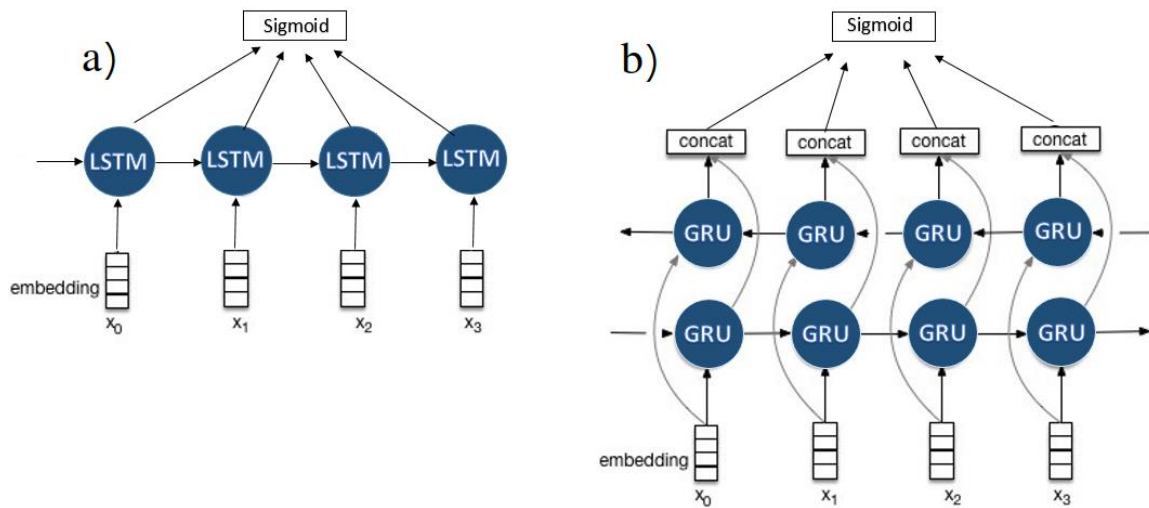 a)
Sigmoid
LSTM LSTM LSTM LSTM
embedding
x0 x1 x2 x3
b)
Sigmoid
concat concat concat concat
GRU GRU GRU GRU
GRU GRU GRU GRU
embedding
x0 x1 x2 x3